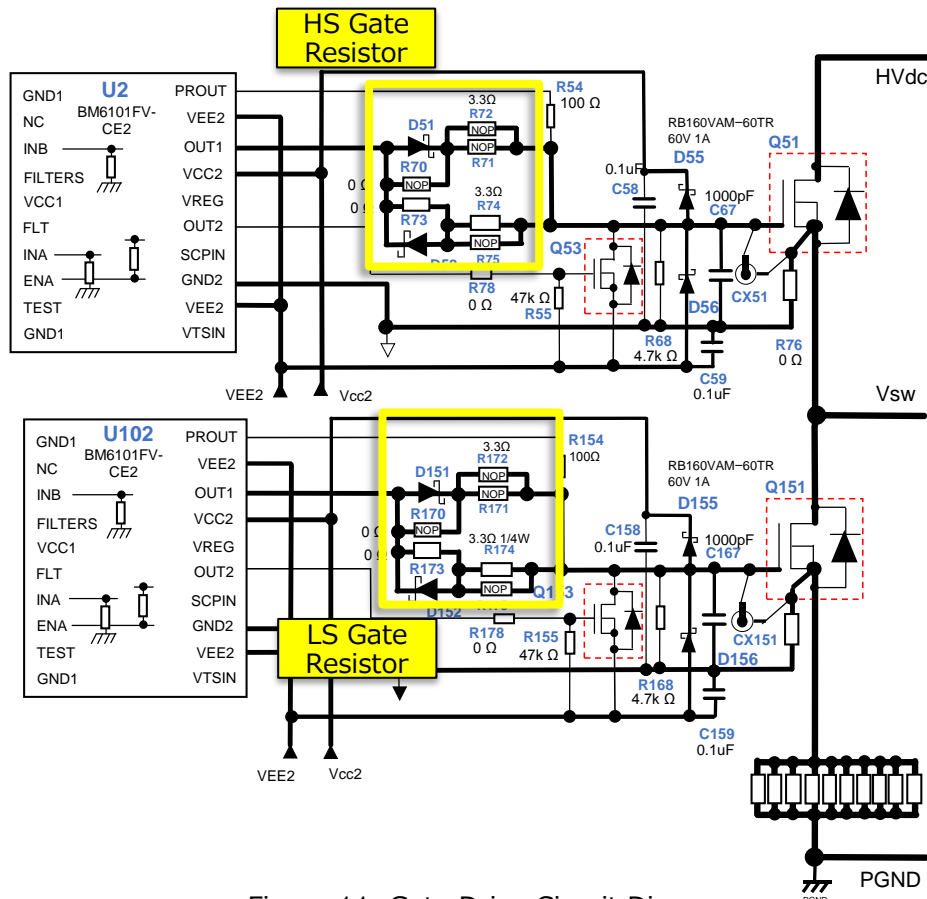 HS Gate
Resistor
U2
BM6101FV-
CE2
GND1
NC
INB
FILTERS
VCC1
FLT
INA
ENA
TEST
GND1
PROUT
VEE2
OUT1
VCC2
VREG
OUT2
SCPIN
GND2
VEE2
VTSIN
3.3Ω
R72
NOP
D51
NOP
R71
R70
NOP
0 Ω
0 Ω
R73
3.3Ω
R74
NOP
R75
R78
0 Ω
R54
100 Ω
47k Ω
R55
Q53
0.1uF
C58
RB160VAM−60TR
60V 1A
D55
1000pF
C67
Q51
HVdc
D56
CX51
R68
4.7k Ω
C59
0.1uF
R76
0 Ω
VEE2
Vcc2
Vsw
U102
BM6101FV-
CE2
GND1
NC
INB
FILTERS
VCC1
FLT
INA
ENA
TEST
GND1
PROUT
VEE2
OUT1
VCC2
VREG
OUT2
SCPIN
GND2
VEE2
VTSIN
3.3Ω
R172
D151
NOP
R171
R170
NOP
0 Ω
0 Ω
R173
3.3Ω 1/4W
R174
NOP
D152
R178
0 Ω
R154
100Ω
R155
47k Ω
C158
0.1uF
RB160VAM−60TR
60V 1A
D155
1000pF
C167
Q151
CX151
D156
R168
4.7k Ω
C159
0.1uF
LS Gate
Resistor
VEE2
Vcc2
PGND
PGND